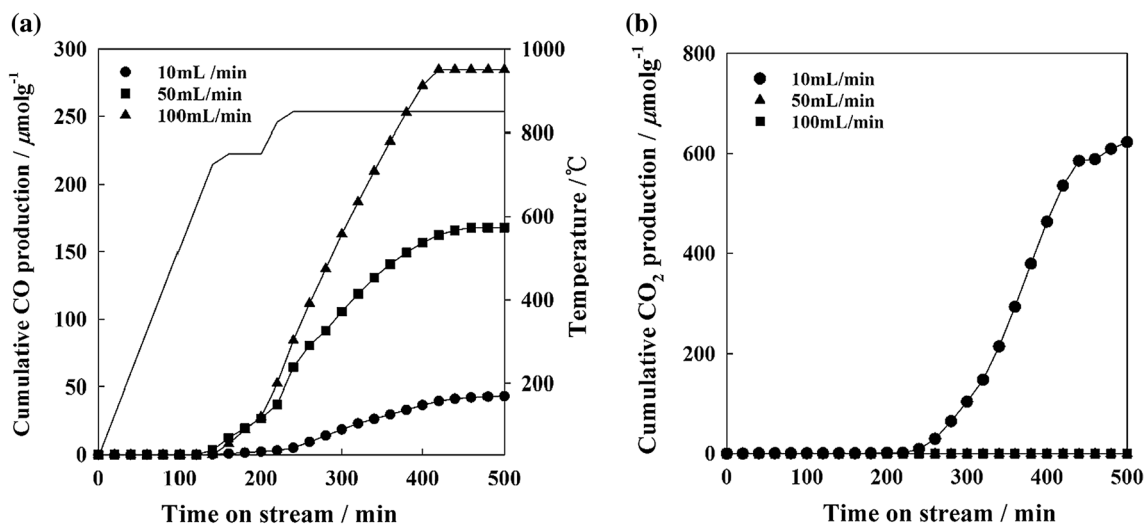 (a)
300
250
200
150
100
50
0
Cumulative CO production / μmolg-1
10mL /min
50mL/min
100mL/min
1000
800
600
400
200
Temperature /℃
0 100 200 300 400 500
Time on stream / min
(b)
800
600
400
200
0
Cumulative CO2 production / μmolg-1
10mL/min
50mL/min
100mL/min
0 100 200 300 400 500
Time on stream / min